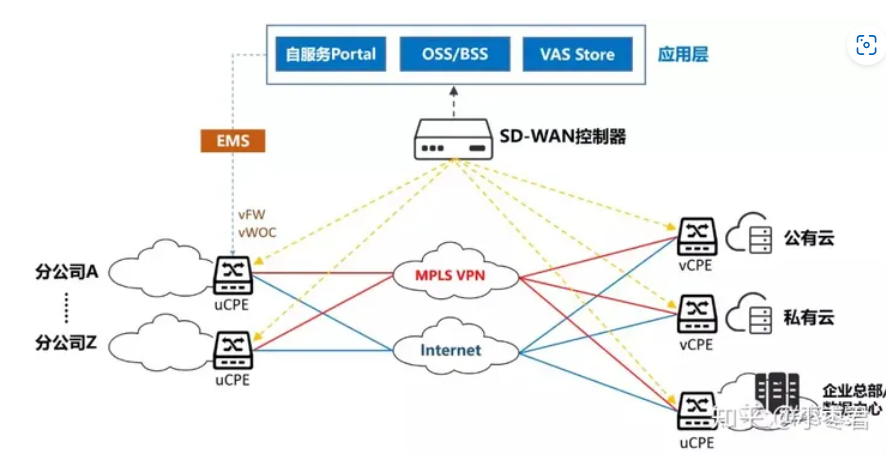 自服务Portal
OSS/BSS
VAS Store
应用层
EMS
SD-WAN控制器
vFW
vWOC
分公司A
uCPE
MPLS VPN
vCPE
公有云
分公司Z
uCPE
Internet
vCPE
私有云
企业总部/
数据中心
uCPE
知乎 @小枣君